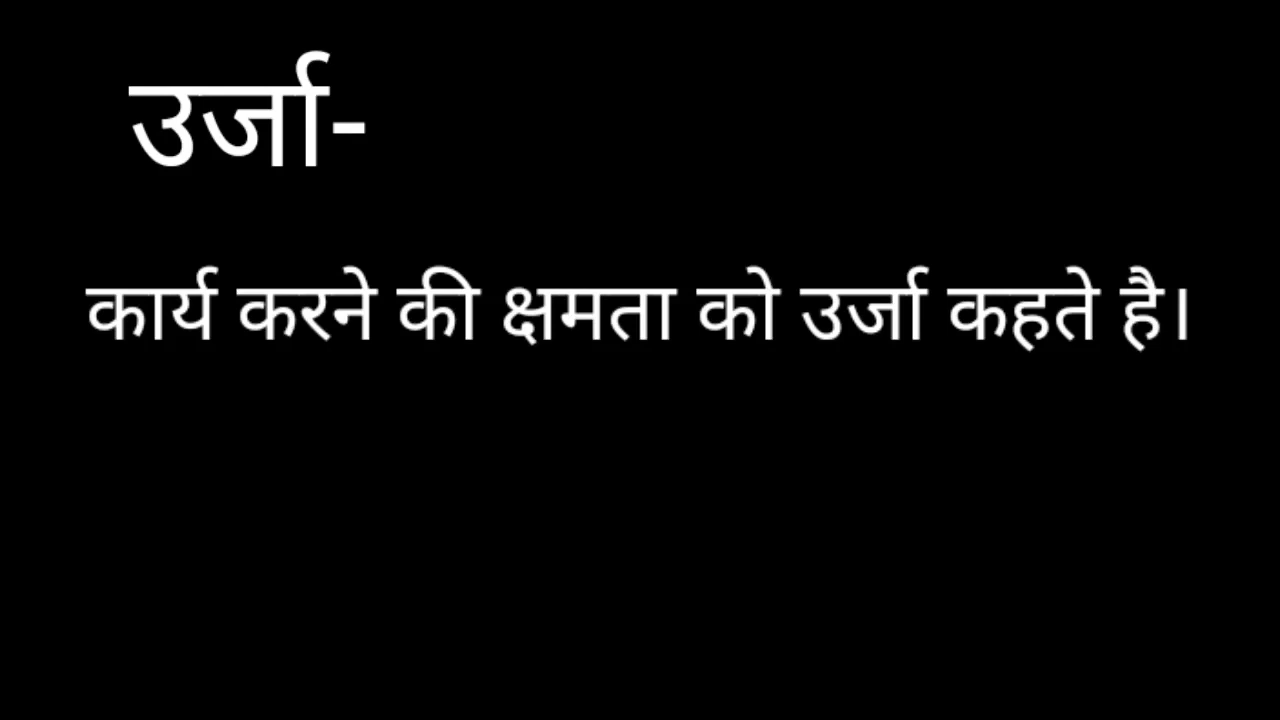 उर्जा-
कार्य करने की क्षमता को उर्जा कहते है।